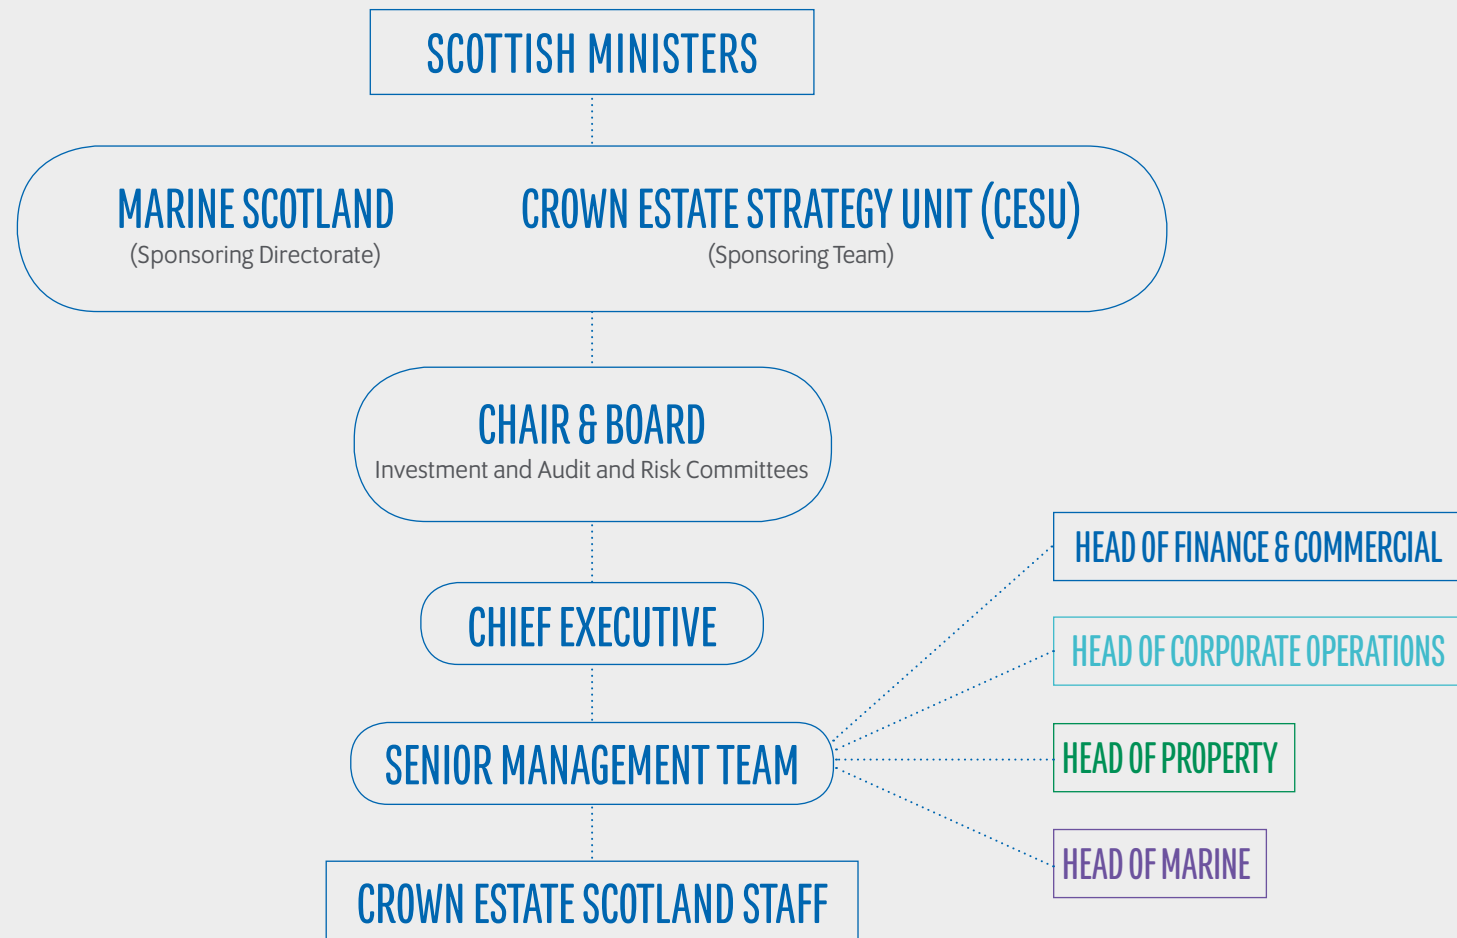 SCOTTISH MINISTERS
MARINE SCOTLAND
(Sponsoring Directorate)
CROWN ESTATE STRATEGY UNIT (CESU)
(Sponsoring Team)
CHAIR & BOARD
Investment and Audit and Risk Committees
CHIEF EXECUTIVE
SENIOR MANAGEMENT TEAM
HEAD OF FINANCE & COMMERCIAL
HEAD OF CORPORATE OPERATIONS
HEAD OF PROPERTY
HEAD OF MARINE
CROWN ESTATE SCOTLAND STAFF